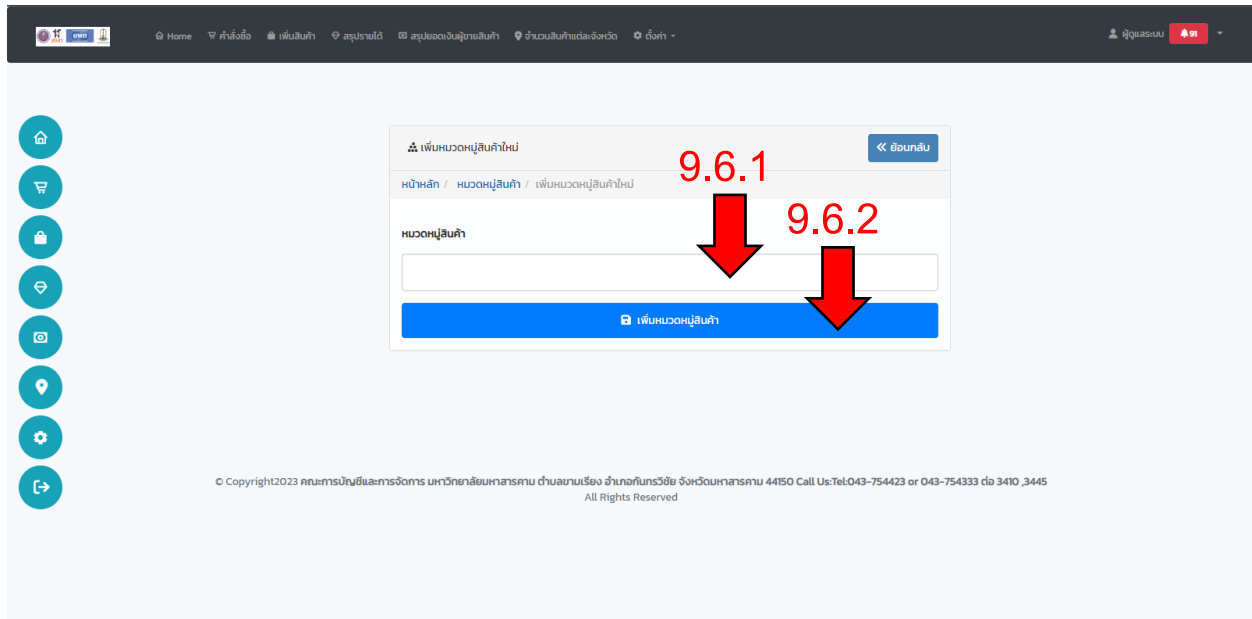 Home คำสั่งซื้อ เพิ่มสินค้า สรุปรายได้ สรุปยอดเงินผู้ขายสินค้า จำนวนสินค้าแต่ละจังหวัด ตั้งค่า ผู้ดูแลระบบ 91
เพิ่มหมวดหมู่สินค้าใหม่ ย้อนกลับ
9.6.1
หน้าหลัก / หมวดหมู่สินค้า / เพิ่มหมวดหมู่สินค้าใหม่
9.6.2
หมวดหมู่สินค้า
เพิ่มหมวดหมู่สินค้า
© Copyright2023 คณะการบัญชีและการจัดการ มหาวิทยาลัยมหาสารคาม ตำบลขามเรียง อำเภอกันทรวิชัย จังหวัดมหาสารคาม 44150 Call Us:Tel:043-754423 or 043-754333 ต่อ 3410 ,3445
All Rights Reserved